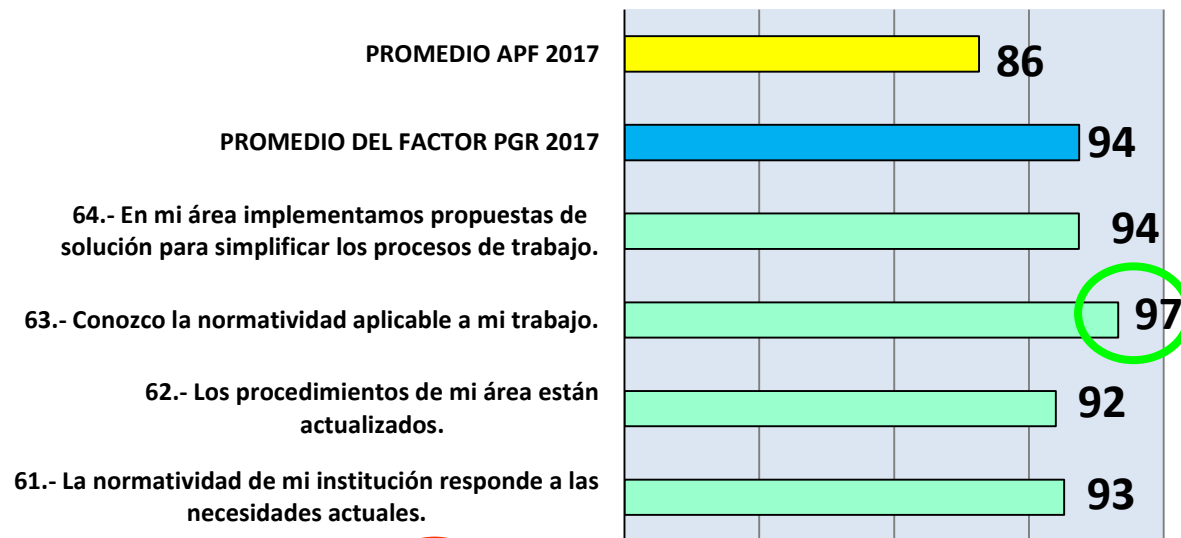 PROMEDIO APF 2017
86
PROMEDIO DEL FACTOR PGR 2017
94
64.- En mi área implementamos propuestas de
solución para simplificar los procesos de trabajo.
94
63.- Conozco la normatividad aplicable a mi trabajo.
97
62.- Los procedimientos de mi área están
actualizados.
92
61.- La normatividad de mi institución responde a las
necesidades actuales.
93